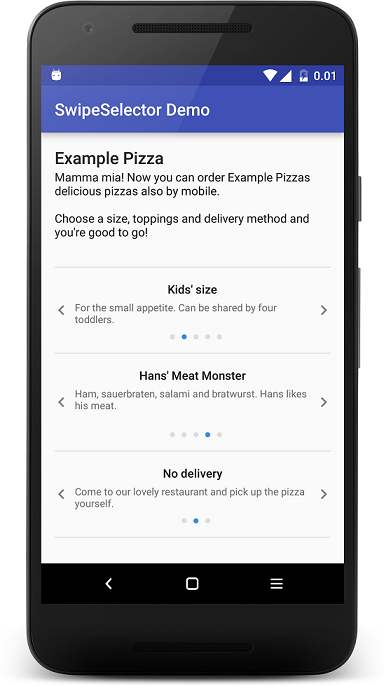 0.01
SwipeSelector Demo
Example Pizza
Mamma mia! Now you can order Example Pizzas
delicious pizzas also by mobile.
Choose a size, toppings and delivery method and
you're good to go!
Kids' size
For the small appetite. Can be shared by four
toddlers.
Hans' Meat Monster
Ham, sauerbraten, salami and bratwurst. Hans likes
his meat.
No delivery
Come to our lovely restaurant and pick up the pizza
yourself.